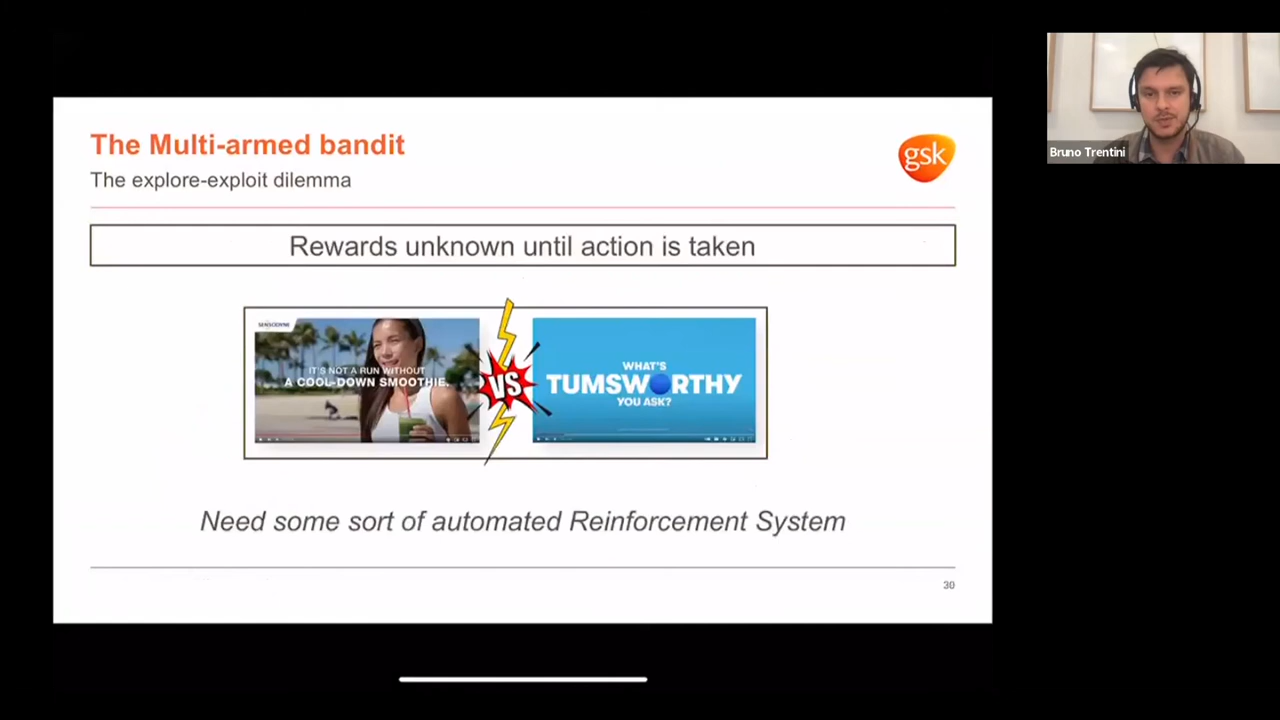 The Multi-armed bandit
The explore-exploit dilemma
gsk
Rewards unknown until action is taken
SENSODYNE
IT'S NOT A RUN WITHOUT
A COOL-DOWN SMOOTHIE.
VS
WHAT'S
TUMSWORTHY
YOU ASK?
Need some sort of automated Reinforcement System
30
Bruno Trentini